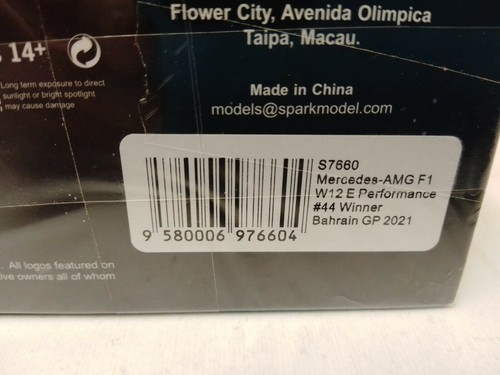 Flower City, Avenida Olimpica
Taipa, Macau.
14+
Long term exposure to direct
sunlight or bright spotlight
may cause damage
Made in China
models@sparkmodel.com
S7660
Mercedes-AMG F1
W12 E Performance
#44 Winner
Bahrain GP 2021
9 580006 976604
. All logos featured on
tive owners all of whom